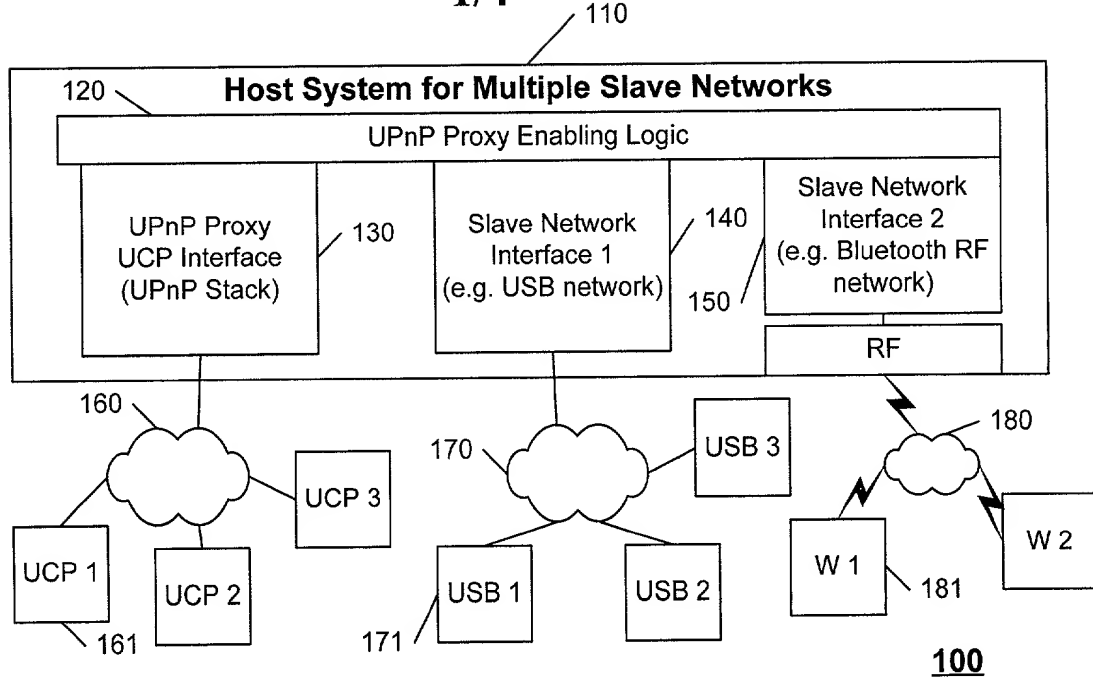 110
Host System for Multiple Slave Networks
120
UPnP Proxy Enabling Logic
UPnP Proxy
UCP Interface
(UPnP Stack)
130
Slave Network
Interface 1
(e.g. USB network)
140
150
Slave Network
Interface 2
(e.g. Bluetooth RF
network)
RF
160
UCP 1
161
UCP 2
UCP 3
170
USB 1
171
USB 2
USB 3
180
W 1
181
W 2
100